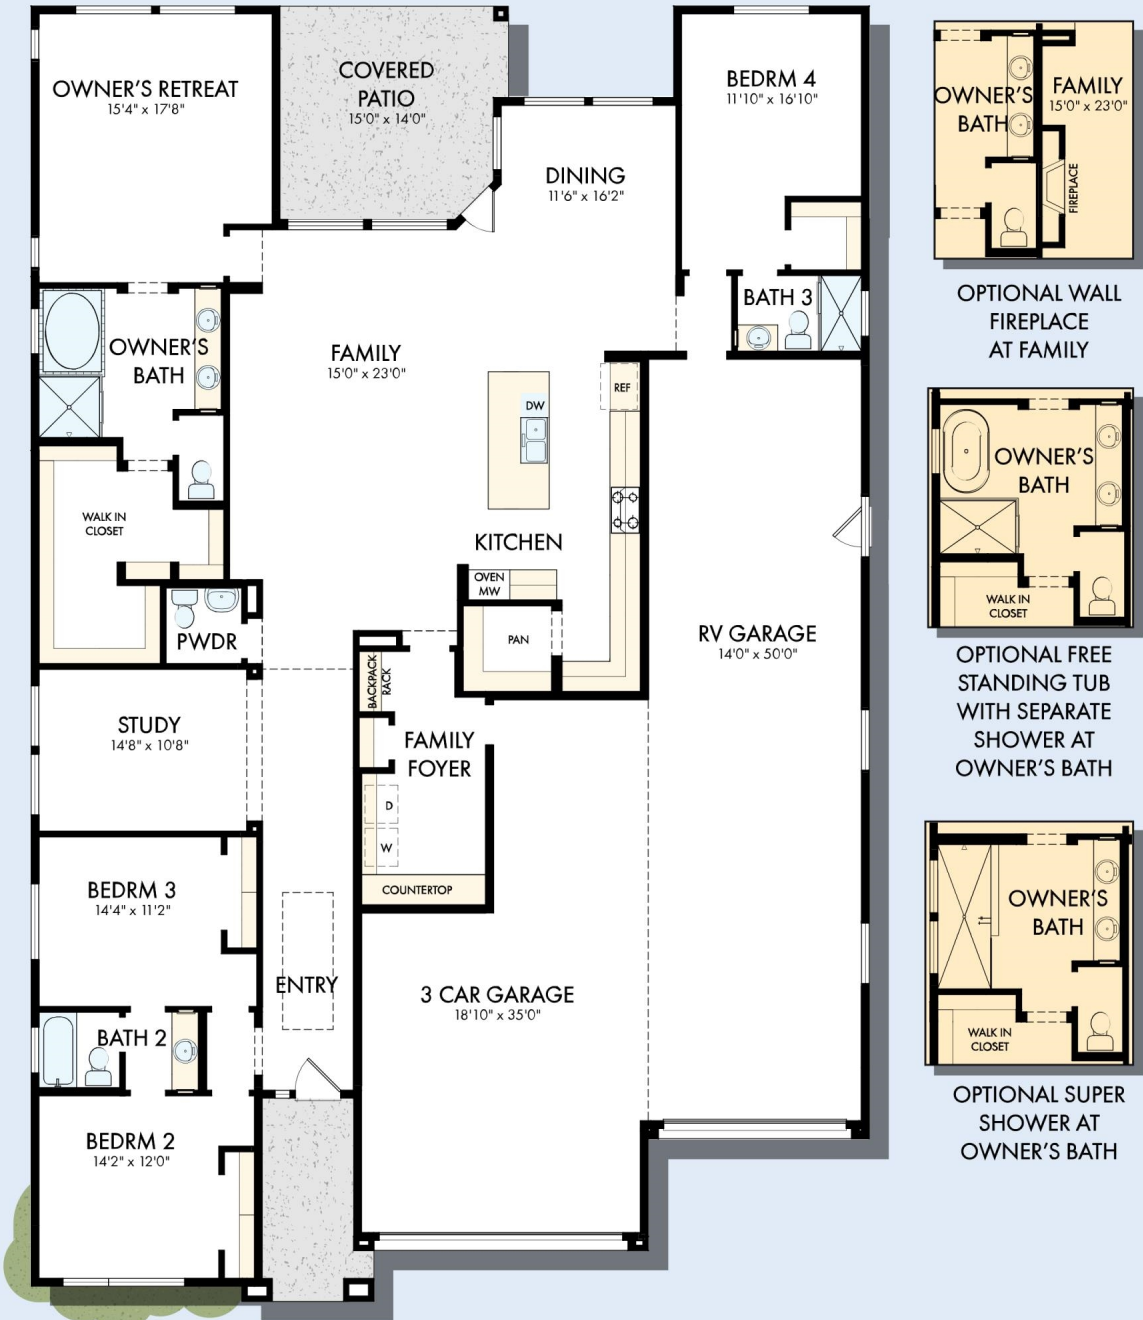 OWNER'S RETREAT
15'4" x 17'8"
COVERED
PATIO
15'0" x 14'0"
DINING
11'6" x 16'2"
BEDRM 4
11'10" x 16'10"
BATH 3
OWNER'S
BATH
FAMILY
15'0" x 23'0"
REF
DW
KITCHEN
OVEN
MW
PAN
WALK IN
CLOSET
PWDR
RV GARAGE
14'0" x 50'0"
BACKPACK
RACK
STUDY
14'8" x 10'8"
FAMILY
FOYER
D
W
COUNTERTOP
BEDRM 3
14'4" x 11'2"
ENTRY
3 CAR GARAGE
18'10" x 35'0"
BATH 2
BEDRM 2
14'2" x 12'0"
OWNER'S
BATH
FAMILY
15'0" x 23'0"
FIREPLACE
OPTIONAL WALL
FIREPLACE
AT FAMILY
OWNER'S
BATH
WALK IN
CLOSET
OPTIONAL FREE
STANDING TUB
WITH SEPARATE
SHOWER AT
OWNER'S BATH
OWNER'S
BATH
WALK IN
CLOSET
OPTIONAL SUPER
SHOWER AT
OWNER'S BATH